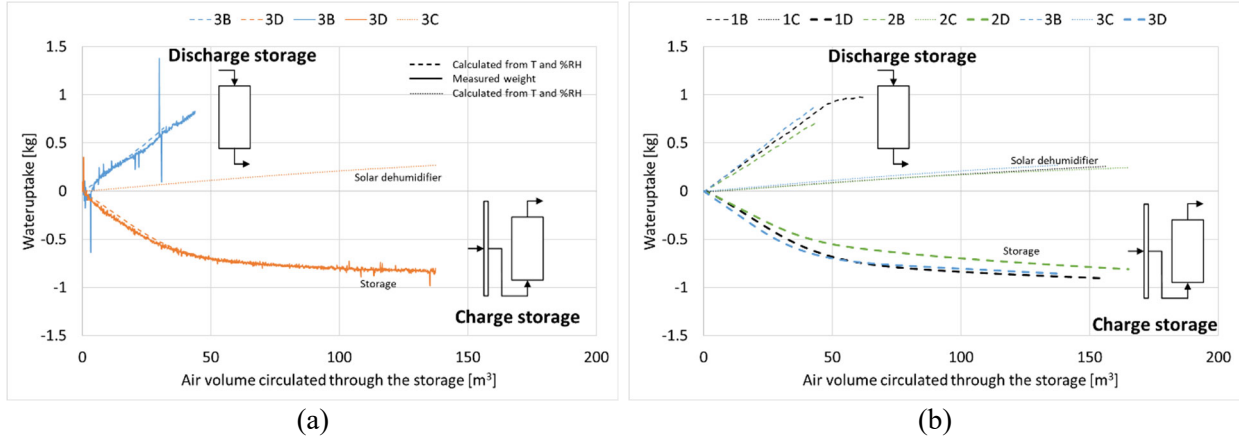 3B 3D 3B 3D 3C
Discharge storage
Calculated from T and %RH
Measured weight
Calculated from T and %RH
Wateruptake [kg]
1.5
1
0.5
0
-0.5
-1
-1.5
Solar dehumidifier
Storage
Charge storage
0 50 100 150 200
Air volume circulated through the storage [m³]
(a)
1B 1C 1D 2B 2C 2D 3B 3C 3D
Discharge storage
Wateruptake [kg]
1.5
1
0.5
0
-0.5
-1
-1.5
Solar dehumidifier
Storage
Charge storage
0 50 100 150 200
Air volume circulated through the storage [m³]
(b)